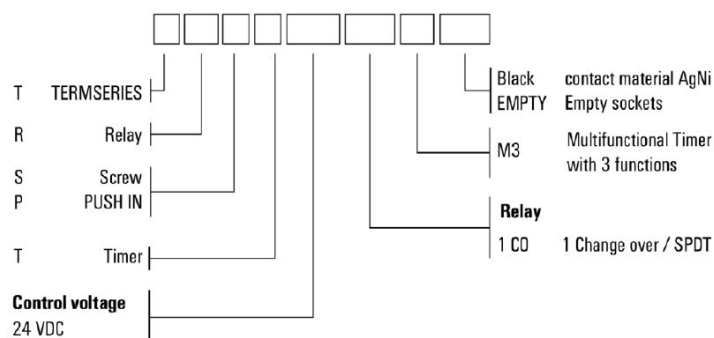 T TERMSERIES
R Relay
S Screw
P PUSH IN
T Timer
Control voltage
24 VDC
Black contact material AgNi
EMPTY Empty sockets
M3 Multifunctional Timer
with 3 functions
Relay
1 CO 1 Change over / SPDT